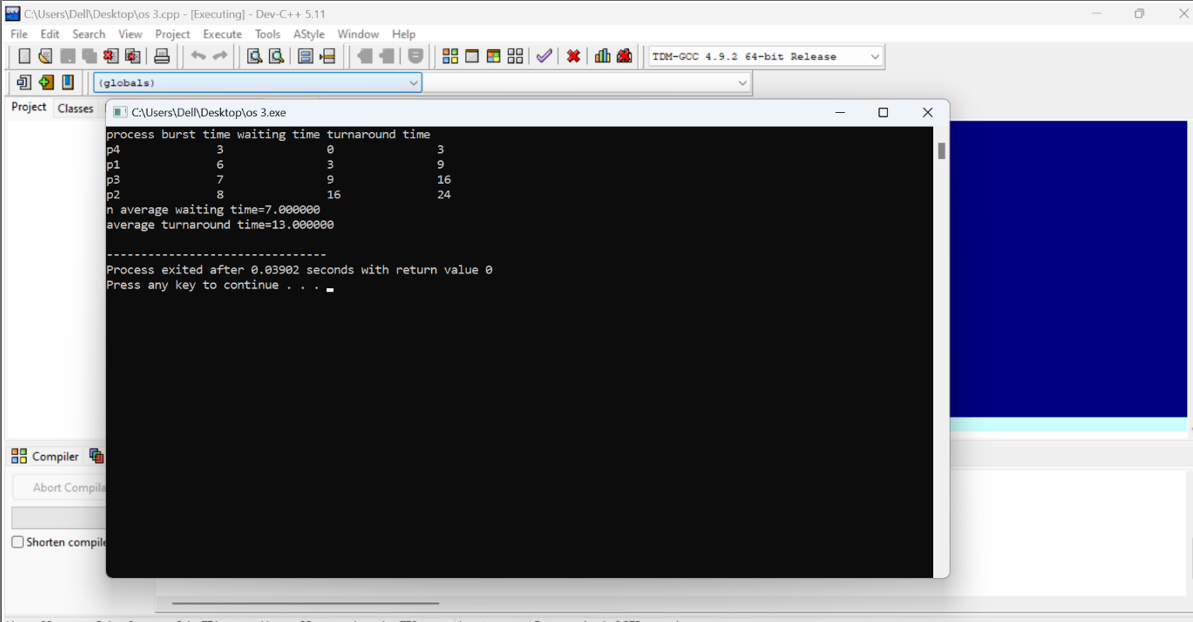 C:\Users\Dell\Desktop\os 3.cpp - [Executing] - Dev-C++ 5.11
File Edit Search View Project Execute Tools AStyle Window Help
TDM-GCC 4.9.2 64-bit Release
(globals)
Project Classes
C:\Users\Dell\Desktop\os 3.exe
process burst time waiting time turnaround time
p4 3 0 3
p1 6 3 9
p3 7 9 16
p2 8 16 24
n average waiting time=7.000000
average turnaround time=13.000000
--------------------------------
Process exited after 0.03902 seconds with return value 0
Press any key to continue . . .
Compiler
Abort Compila
Shorten compile